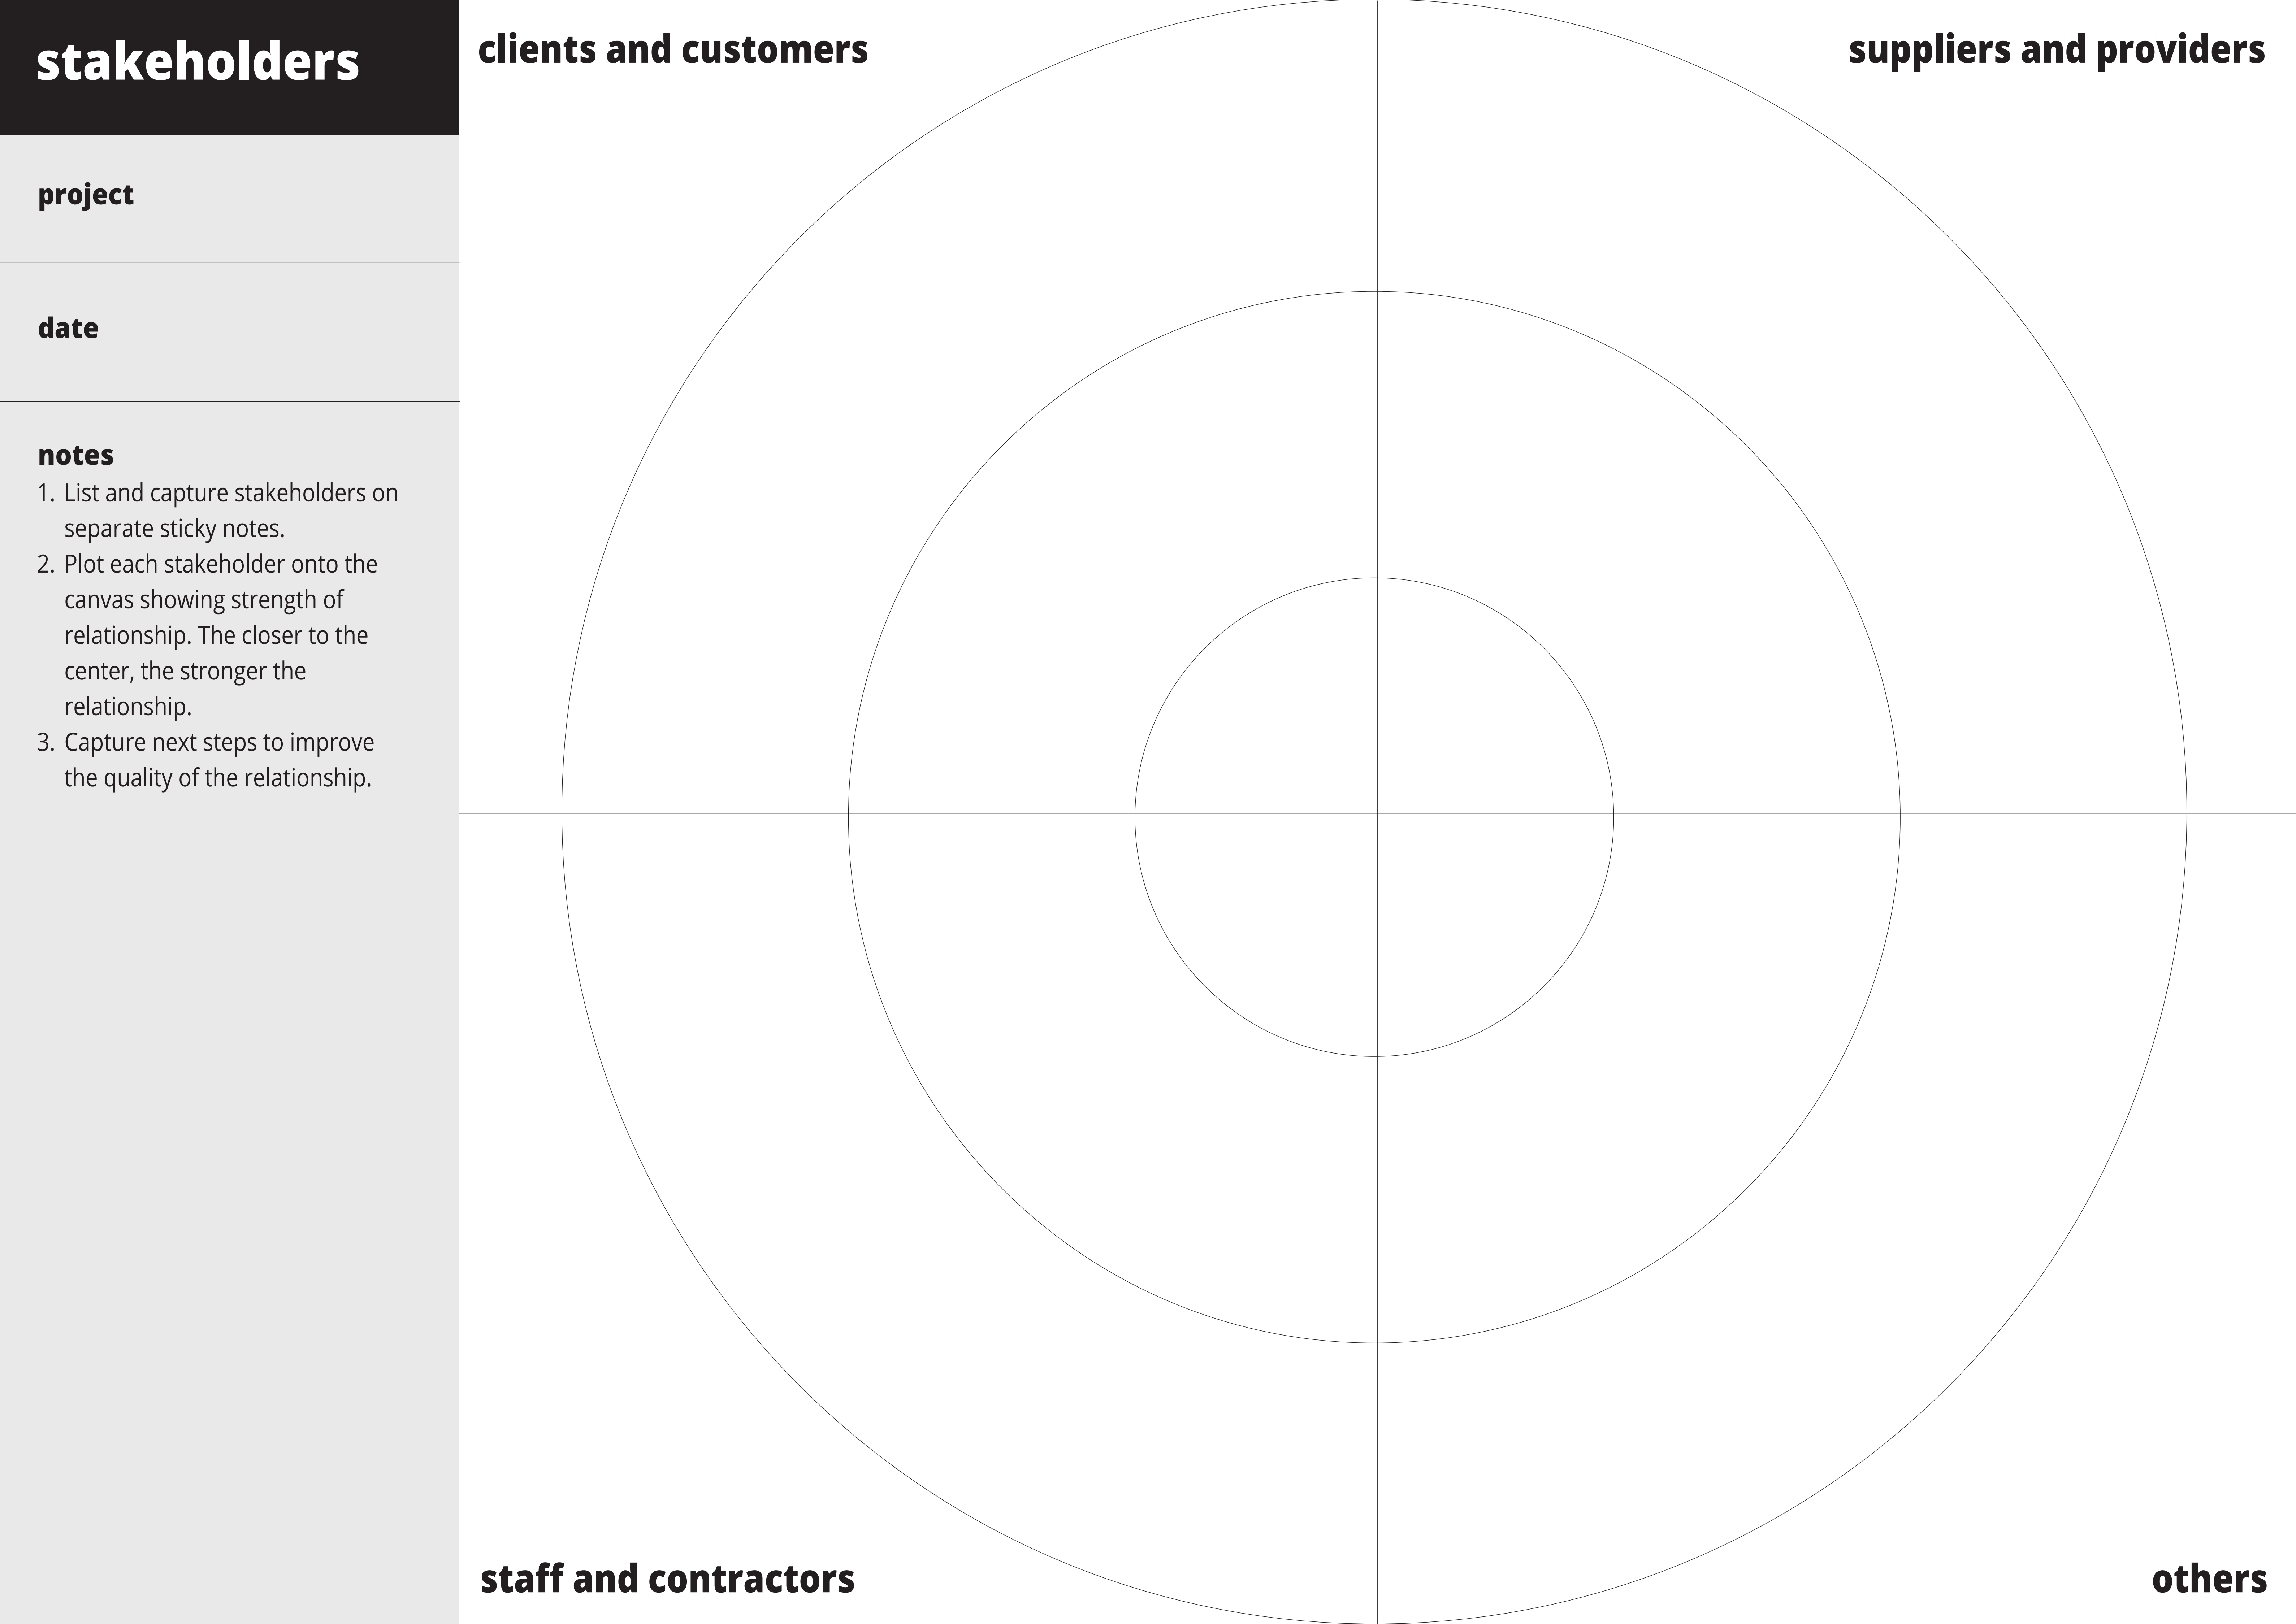 stakeholders
project
date
notes
1. List and capture stakeholders on
separate sticky notes.
2. Plot each stakeholder onto the
canvas showing strength of
relationship. The closer to the
center, the stronger the
relationship.
3. Capture next steps to improve
the quality of the relationship.
clients and customers
suppliers and providers
staff and contractors
others